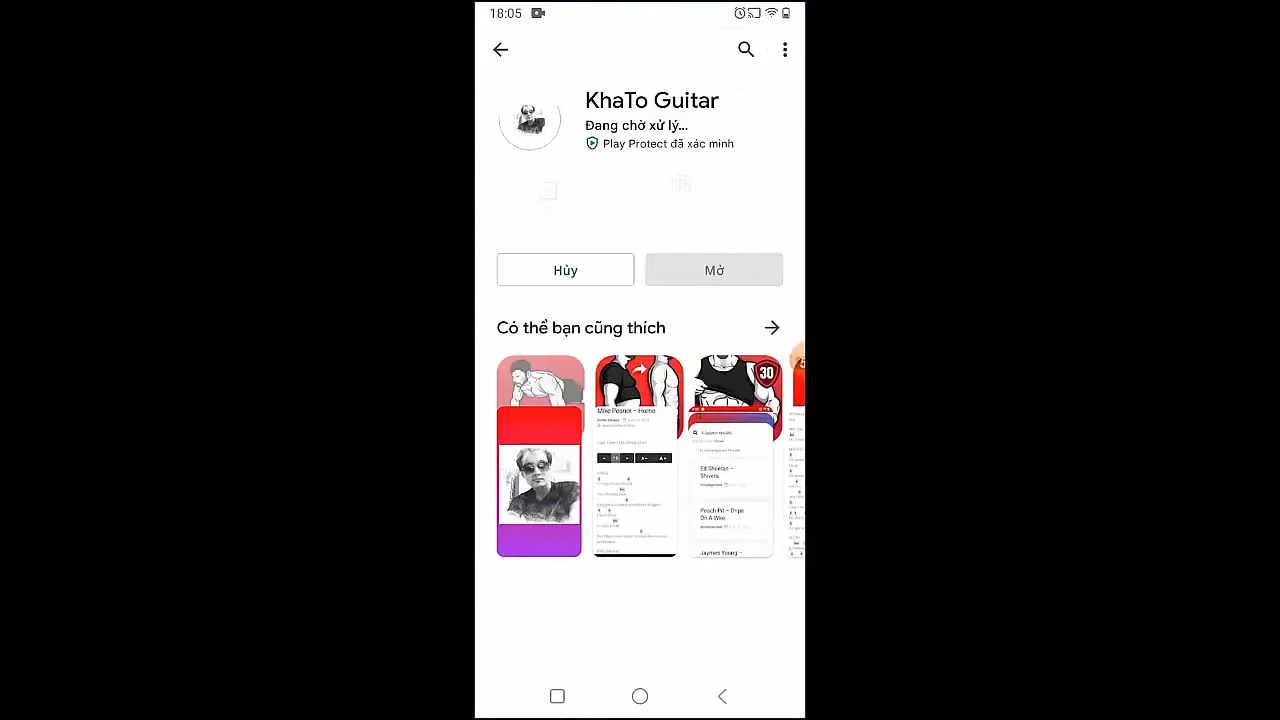 18:05
KhaTo Guitar
Đang chờ xử lý...
Play Protect đã xác minh
Hủy
Mở
Có thể bạn cũng thích
30
Mike Posner – Home
Ed Sheeran –
Shivers
Peach Pit – Drips
On A Wire
Jaymes Young –